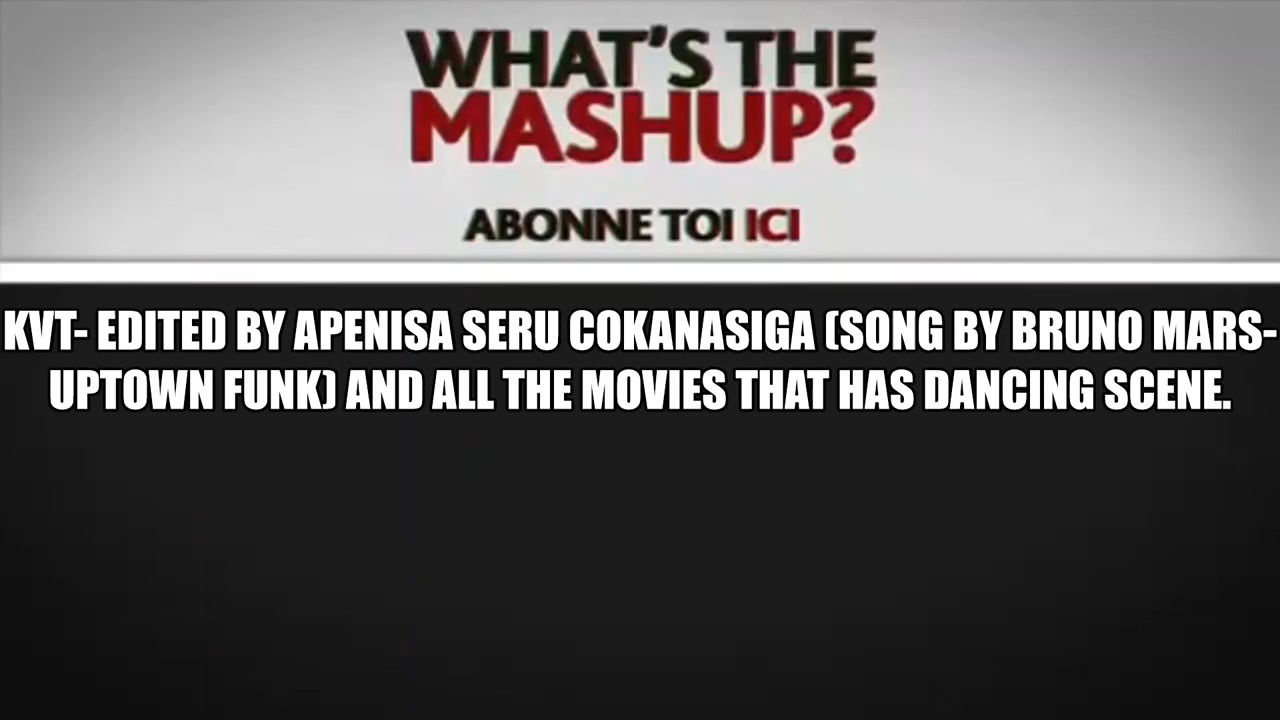 WHAT'S THE
MASHUP?
ABONNE TOI ICI
KVT- EDITED BY APENISA SERU COKANASIGA (SONG BY BRUNO MARS-
UPTOWN FUNK) AND ALL THE MOVIES THAT HAS DANCING SCENE.